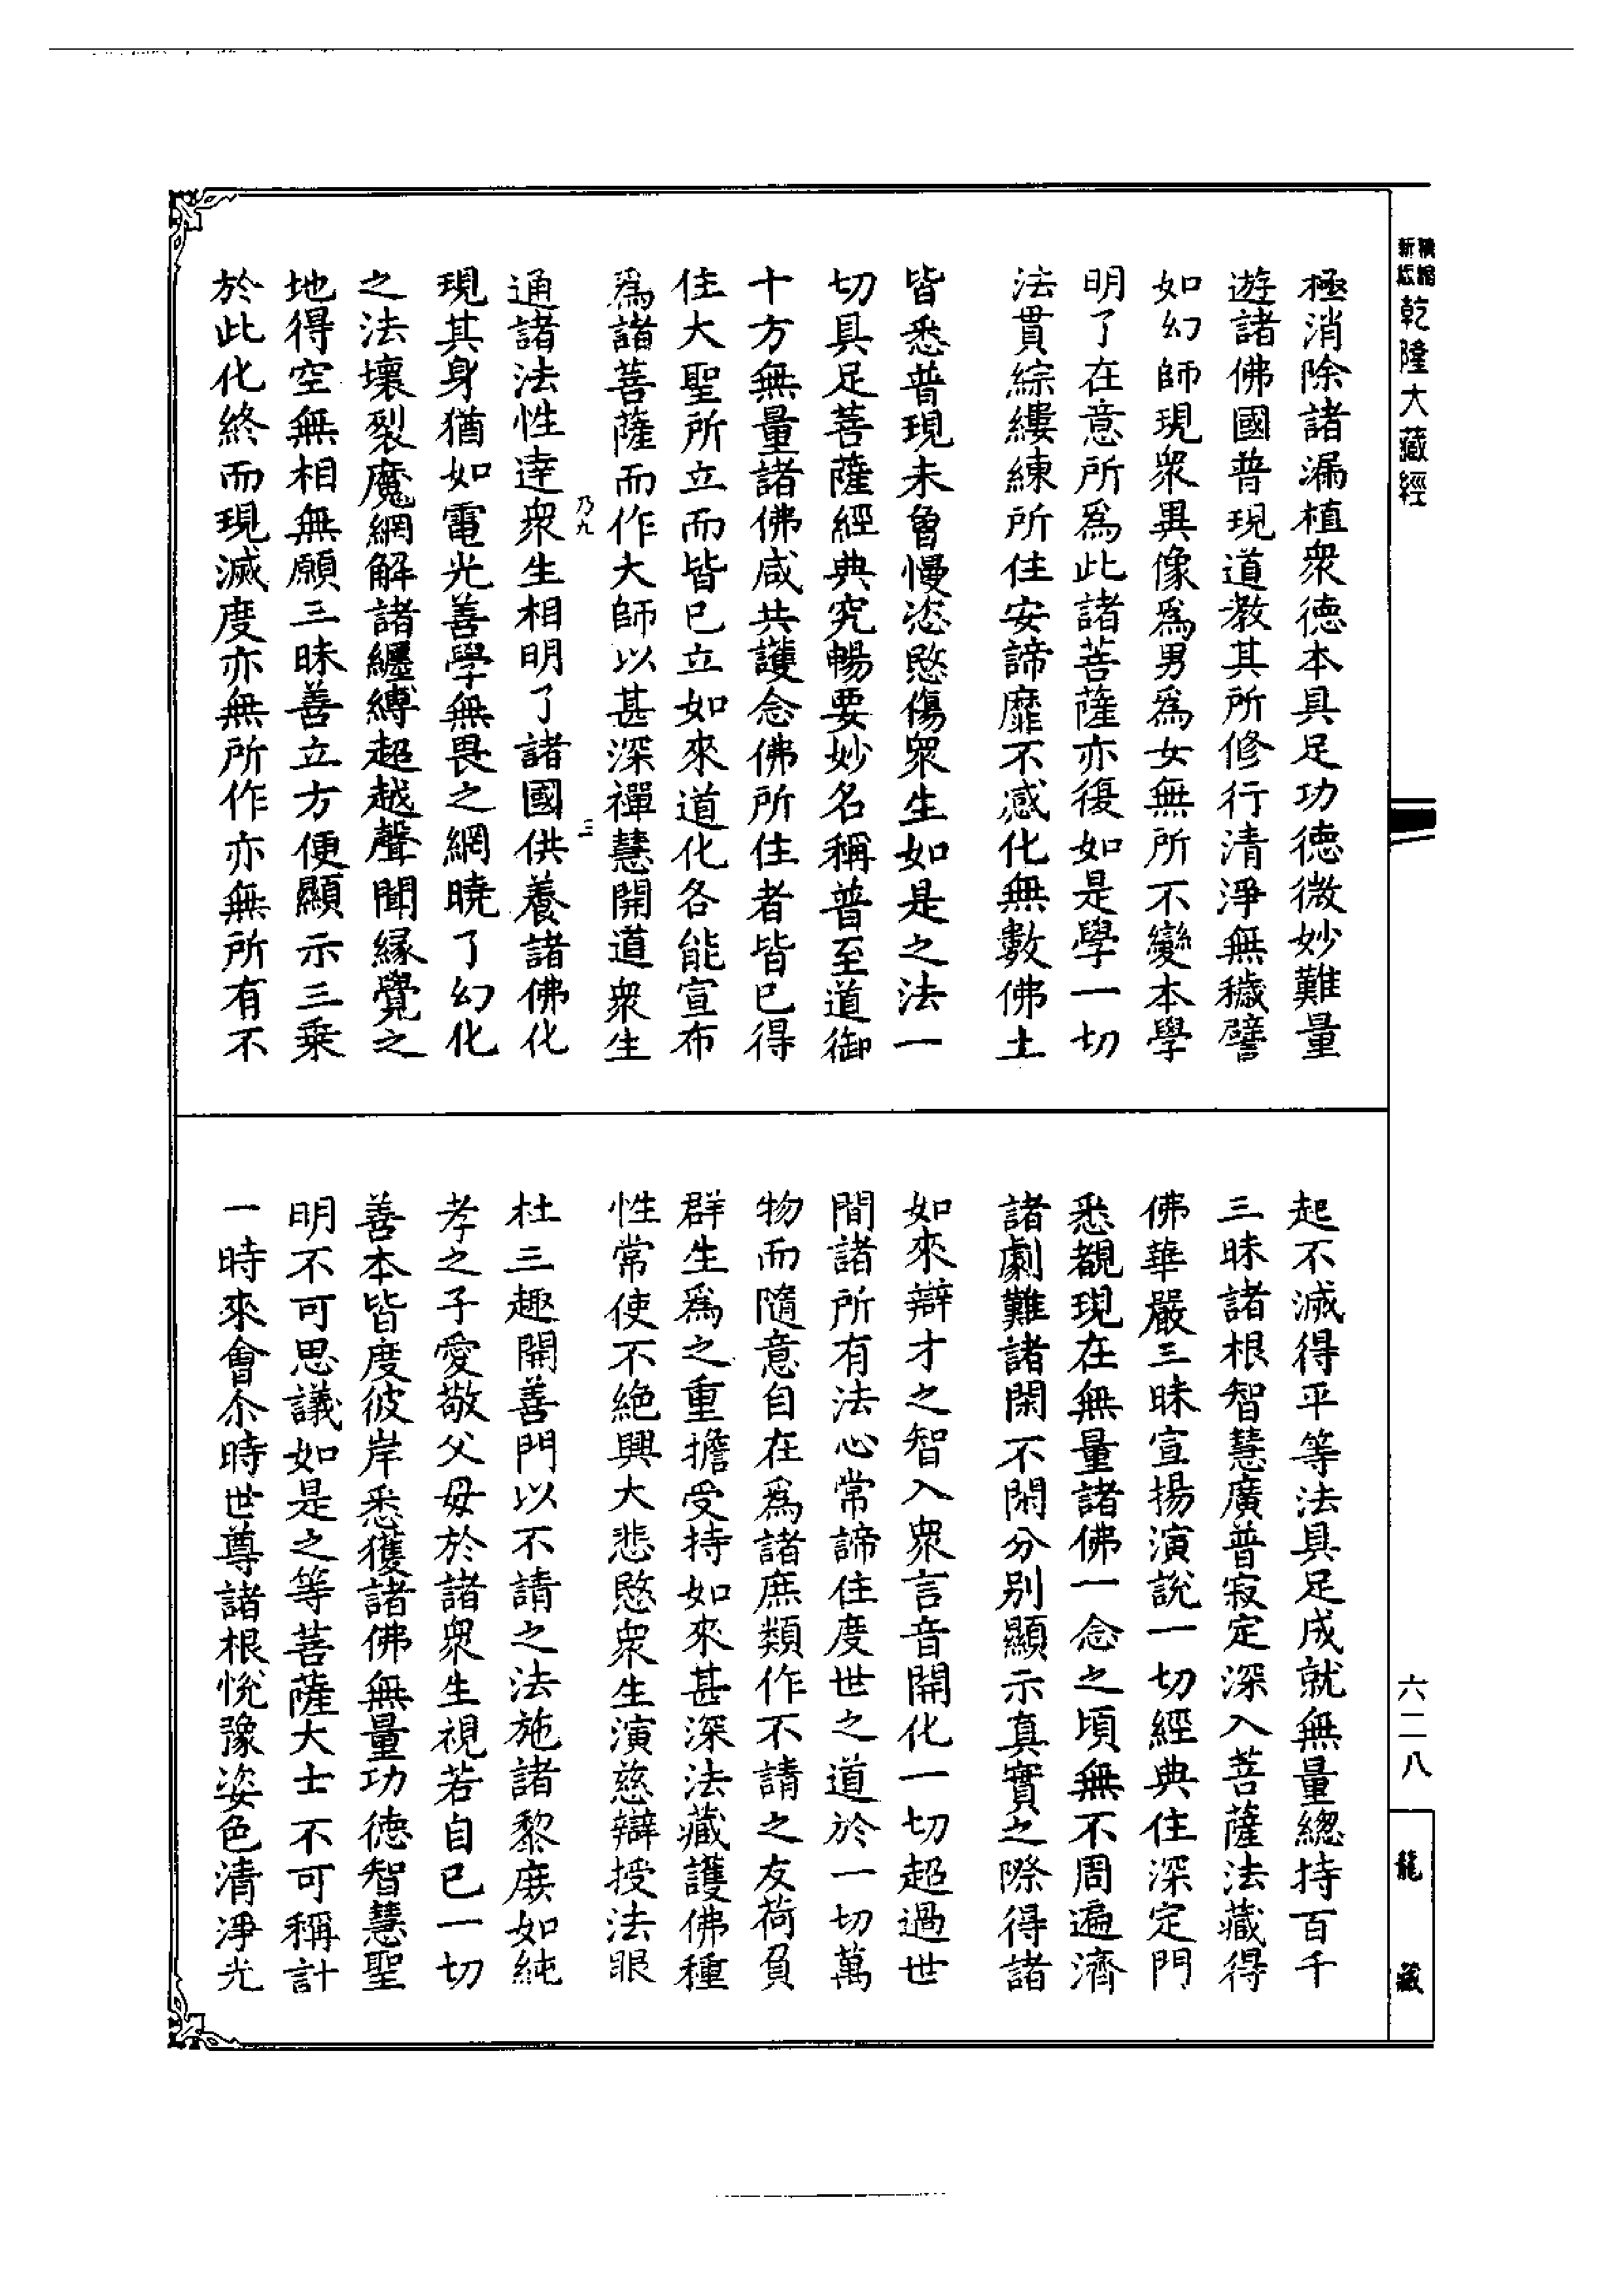 新編縮版
乾隆大藏經
極消除諸漏植衆德本具足功德微妙難量
遊諸佛國普現道教其所修行清淨無穢譬
如幻師現衆異像爲男爲女無所不變本學
明了在意所爲此諸菩薩亦復如是學一切
法貫綜縷練所住安諦靡不感化無數佛土
皆悉普現未曾慢恣愍傷衆生如是之法一
切具足菩薩經典究暢要妙名稱普至道御
十方無量諸佛咸共護念佛所住者皆已得
住大聖所立而皆已立如來道化各能宣布
爲諸菩薩而作大師以甚深禪慧開道衆生
乃九
三
通諸法性達衆生相明了諸國供養諸佛化
現其身猶如電光善學無畏之網曉了幻化
之法壞裂魔網解諸纏縛超越聲聞緣覺之
地得空無相無願三昧善立方便顯示三乘
於此化終而現滅度亦無所作亦無所有不
起不滅得平等法具足成就無量總持百千
三昧諸根智慧廣普寂定深入菩薩法藏得
佛華嚴三昧宣揚演說一切經典住深定門
悉覩現在無量諸佛一念之頃無不周遍濟
諸劇難諸閑不閑分别顯示真實之際得諸
如來辯才之智入衆言音開化一切超過世
間諸所有法心常諦住度世之道於一切萬
物而隨意自在爲諸庶類作不請之友荷負
群生爲之重擔受持如來甚深法藏護佛種
性常使不絶興大悲愍衆生演慈辯授法眼
杜三趣開善門以不請之法施諸黎庶如純
孝之子愛敬父母於諸衆生視若自己一切
善本皆度彼岸悉獲諸佛無量功德智慧聖
明不可思議如是之等菩薩大士不可稱計
一時來會尒時世尊諸根悅豫姿色清淨光
六二八
龍藏